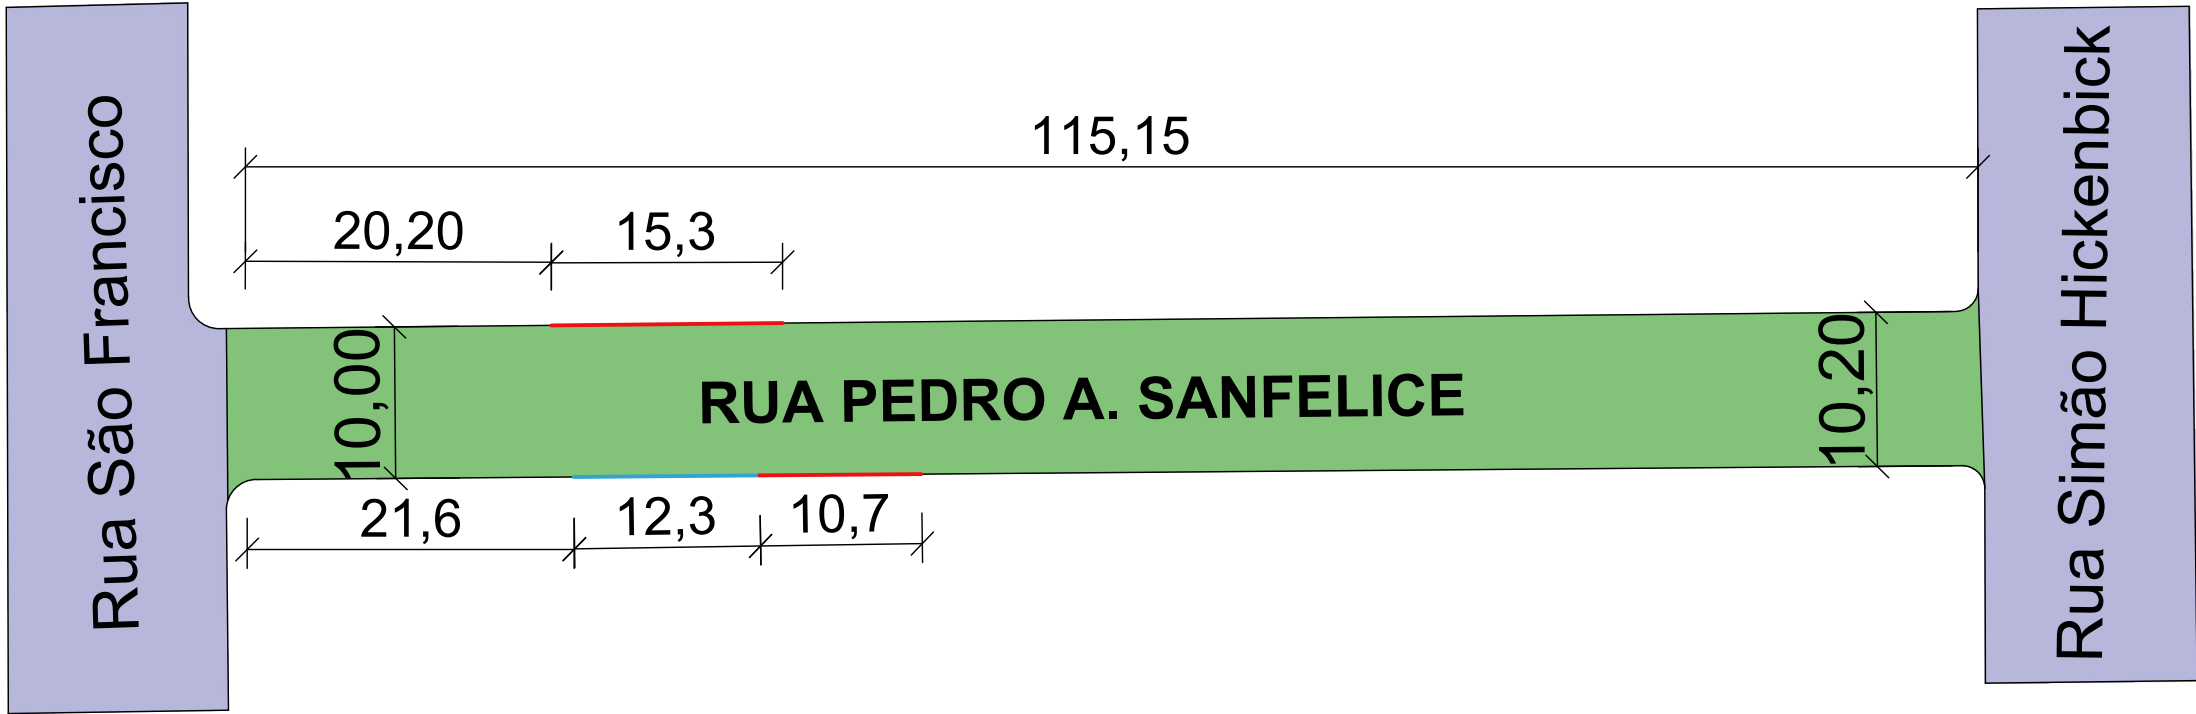 Rua São Francisco
115,15
20,20
15,3
10,00
RUA PEDRO A. SANFELICE
10,20
21,6
12,3
10,7
Rua Simão Hickenbick